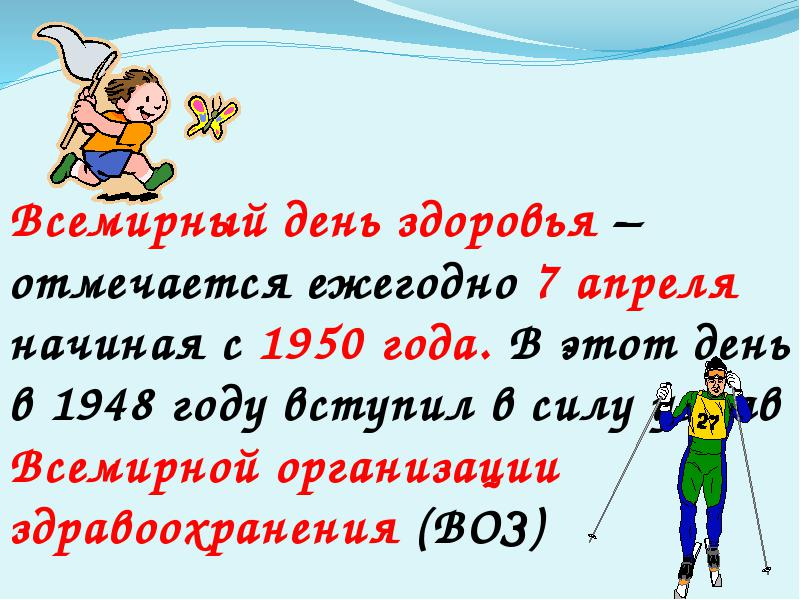 Всемирный день здоровья –
отмечается ежегодно 7 апреля
начиная с 1950 года. В этот день
в 1948 году вступил в силу
Всемирной организации
здравоохранения (ВОЗ)
27